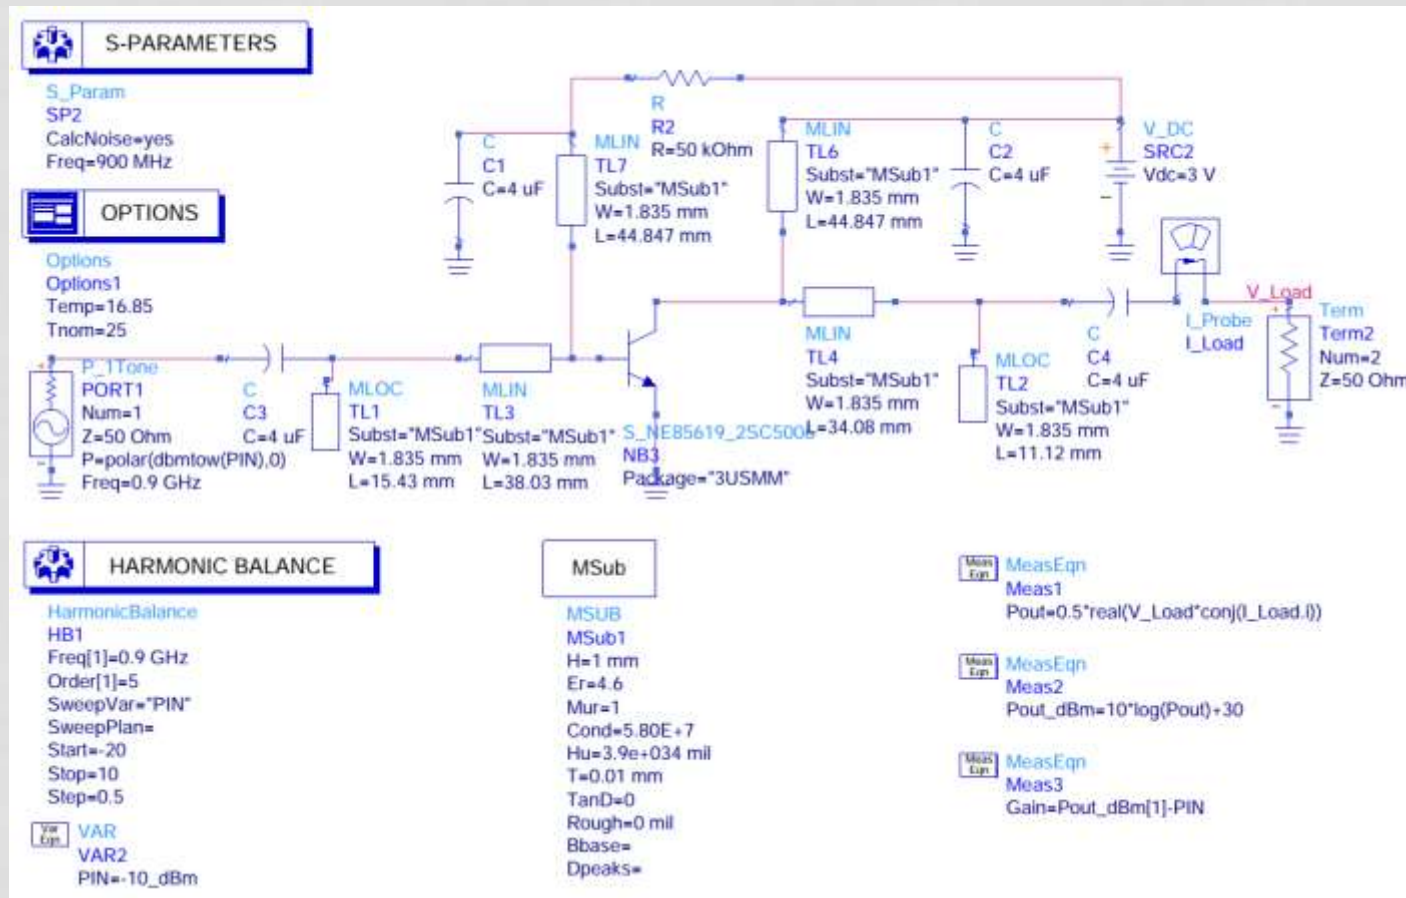 S-PARAMETERS
S_Param
SP2
CalcNoise=yes
Freq=900 MHz
OPTIONS
Options
Options1
Temp=16.85
Tnom=25
R
R2
R=50 kOhm
C
C1
C=4 uF
MLIN
TL7
Subst="MSub1"
W=1.835 mm
L=44.847 mm
MLIN
TL6
Subst="MSub1"
W=1.835 mm
L=44.847 mm
C
C2
C=4 uF
V_DC
SRC2
Vdc=3 V
P_1Tone
PORT1
Num=1
Z=50 Ohm
P=polar(dbmtow(PIN),0)
Freq=0.9 GHz
C
C3
C=4 uF
MLOC
TL1
Subst="MSub1"
W=1.835 mm
L=15.43 mm
MLIN
TL3
Subst="MSub1"
W=1.835 mm
L=38.03 mm
S_NE85619_2SC5006
NB3
Package="3USMM"
MLIN
TL4
Subst="MSub1"
W=1.835 mm
L=34.08 mm
MLOC
TL2
Subst="MSub1"
W=1.835 mm
L=11.12 mm
C
C4
C=4 uF
I_Probe
I_Load
V_Load
Term
Term2
Num=2
Z=50 Ohm
HARMONIC BALANCE
HarmonicBalance
HB1
Freq[1]=0.9 GHz
Order[1]=5
SweepVar="PIN"
SweepPlan=
Start=-20
Stop=10
Step=0.5
Var
Eqn
VAR
VAR2
PIN=-10_dBm
MSub
MSUB
MSub1
H=1 mm
Er=4.6
Mur=1
Cond=5.80E+7
Hu=3.9e+034 mil
T=0.01 mm
TanD=0
Rough=0 mil
Bbase=
Dpeaks=
Meas
Eqn
MeasEqn
Meas1
Pout=0.5*real(V_Load*conj(I_Load.i))
Meas
Eqn
MeasEqn
Meas2
Pout_dBm=10*log(Pout)+30
Meas
Eqn
MeasEqn
Meas3
Gain=Pout_dBm[1]-PIN